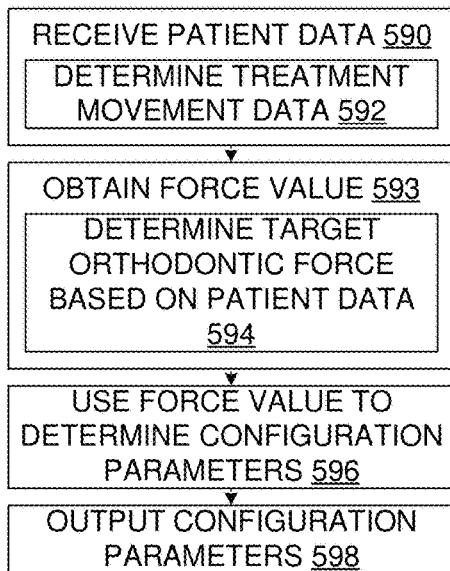 RECEIVE PATIENT DATA 590
DETERMINE TREATMENT
MOVEMENT DATA 592
OBTAIN FORCE VALUE 593
DETERMINE TARGET
ORTHODONTIC FORCE
BASED ON PATIENT DATA
594
USE FORCE VALUE TO
DETERMINE CONFIGURATION
PARAMETERS 596
OUTPUT CONFIGURATION
PARAMETERS 598